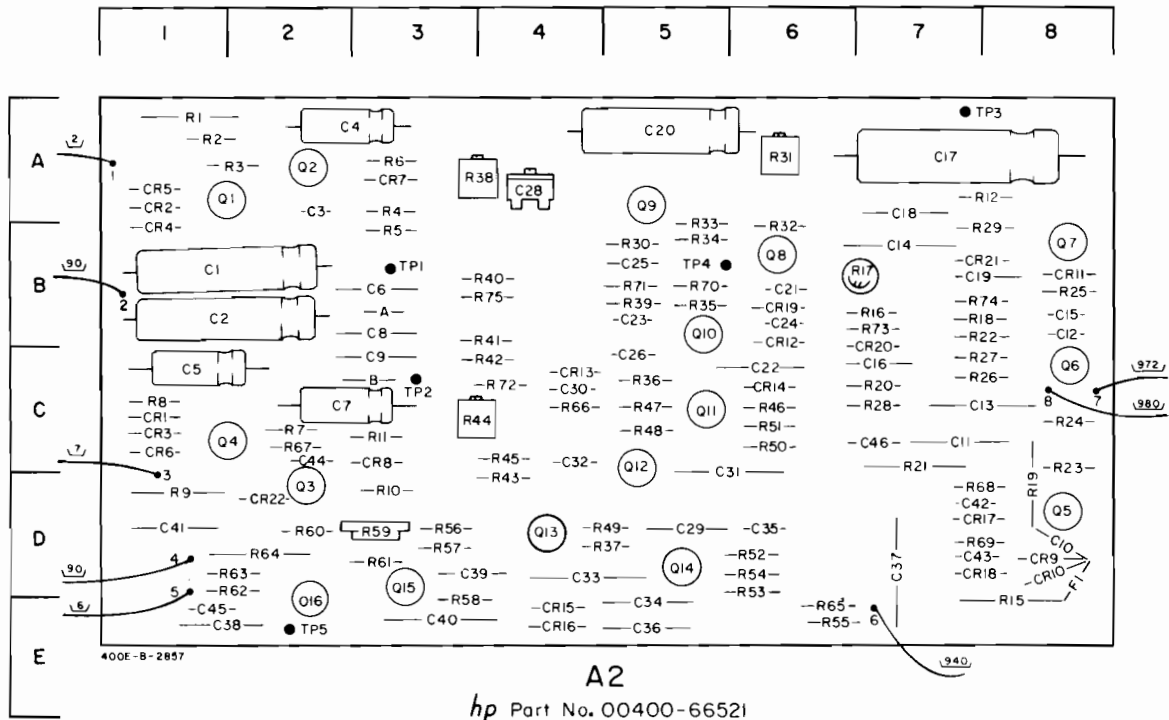 1 2 3 4 5 6 7 8
A
B
C
D
E
2
90
7
90
6
972
980
940
R1
C4
C20
TP3
R2
R31
C17
R3 Q2 R6
CR7 R38 C28
1
CR5
CR2 Q1
CR4
C3 R4
R5
Q9
R12
C18
R33 R32 R29
R34
R30
C25
TP4
Q8
C14
Q7
C1
TP1
R17
CR21
C19
CR11
R25
2
C6
R40
R75
R71 R70
R39 R35
C21
CR19
R74
C2
A
C23
C24
R16
R18
C15
C8
R41
Q10
CR12
R73
R22
C12
C9
R42
C26
CR20
R27
C5
B
TP2
R72
CR13
C30
R36
C22
CR14
C16
R20
R26
Q6
8 7
R8
CR1
CR3
CR6
Q4
C7
R44
R66
R47
Q11
R46
R28
C13
R24
R7
R67
C44
R11
R48
R51
R50
C46
C11
3
CR8
R45
R43
C32
Q12
C31
R21
R19
R23
R9
CR22
Q3
R10
R68
C42
CR17
Q5
C41
R60
R59
R56
R57
Q13
R49
R37
C29
C35
C37
R69
C43
CR18
C10
CR9
CR10
F1
4
R64
R61
C39
C33
Q14
R52
R54
R53
5
R63
R62
Q16
Q15
R58
CR15
C34
R65
R55
6
R15
C45
C38
TP5
C40
CR16
C36
400E-B-2857
A2
hp Part No. 00400-66521